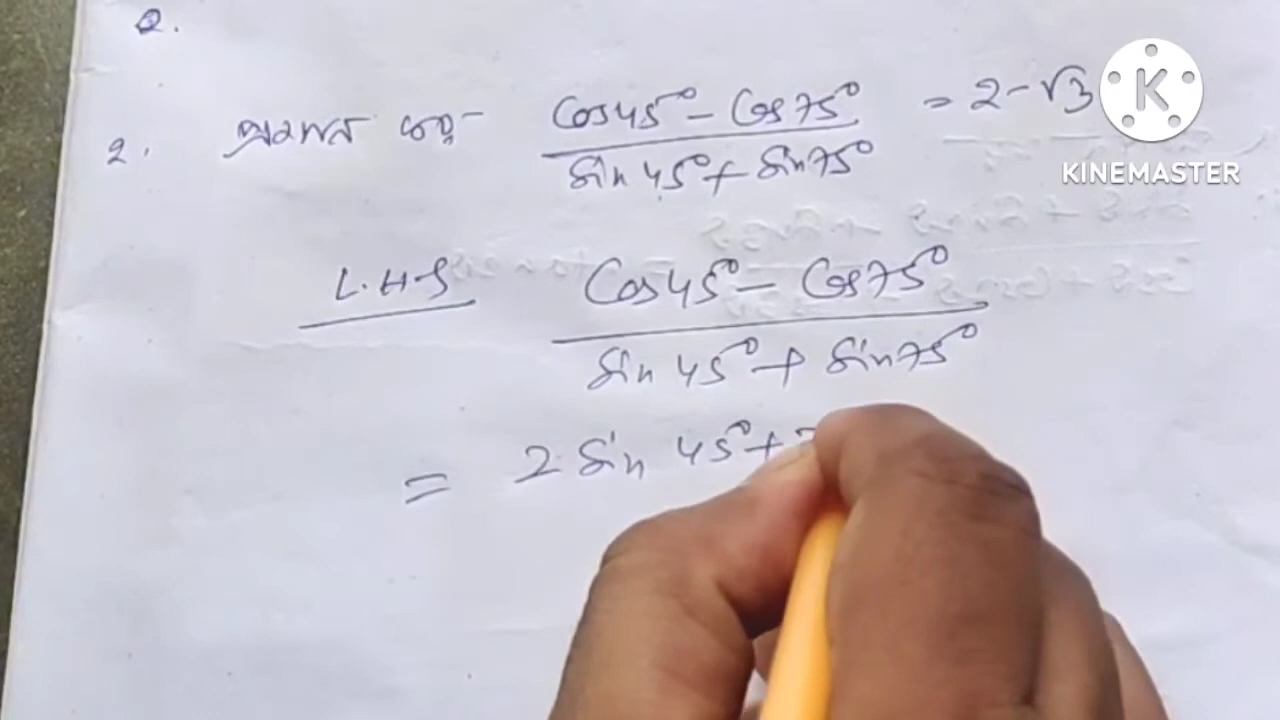 Q.
2. প্রমাণ কর- Cos45° - Cos75° / Sin45° + Sin75° = 2-√3
K
KINEMASTER
L.H.S Cos45° - Cos75° / Sin45° + Sin75°
= 2 Sin 45° +